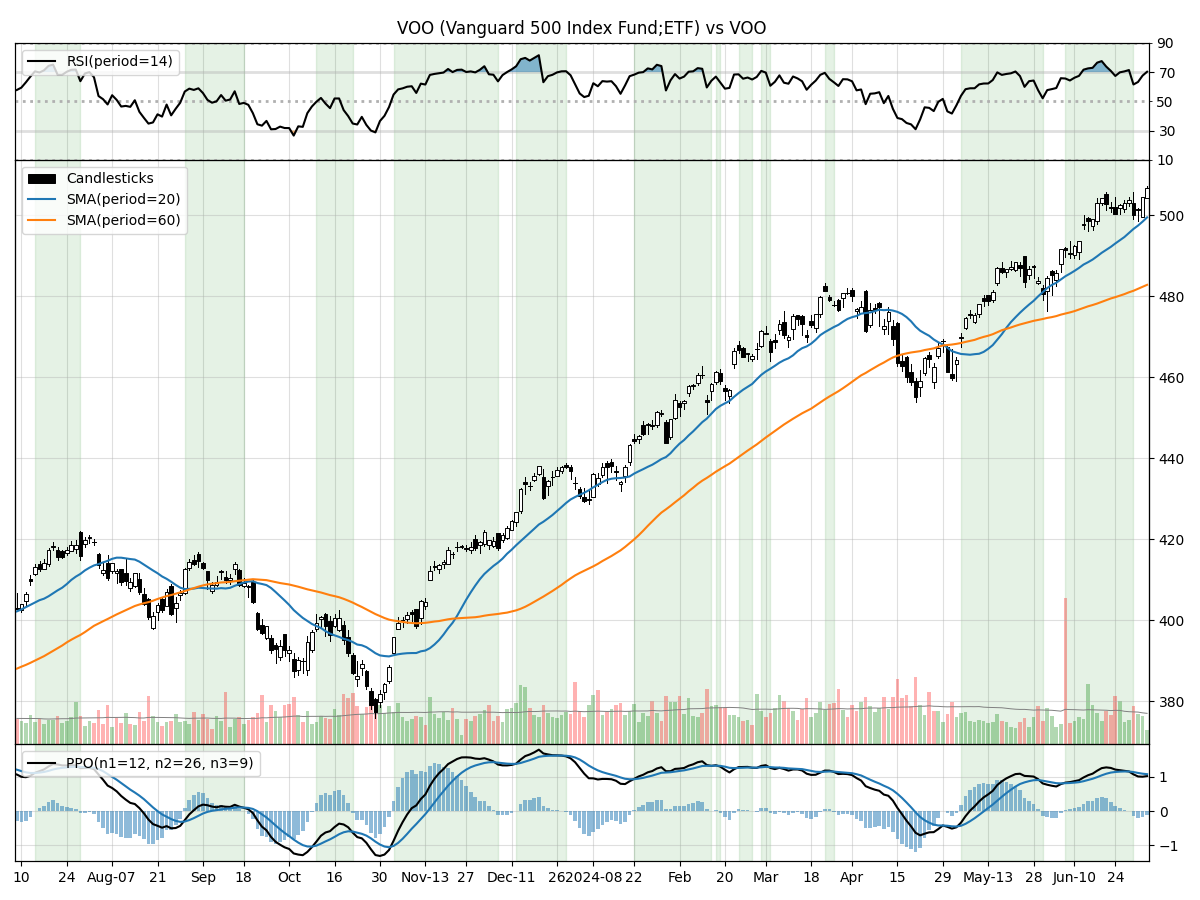 VOO (Vanguard 500 Index Fund;ETF) vs VOO
RSI(period=14)
90
70
50
30
10
Candlesticks
SMA(period=20)
SMA(period=60)
500
480
460
440
420
400
380
PPO(n1=12, n2=26, n3=9)
1
0
−1
10 24 Aug-07 21 Sep 18 Oct 16 30 Nov-13 27 Dec-11 26 2024-08 22 Feb 20 Mar 18 Apr 15 29 May-13 28 Jun-10 24